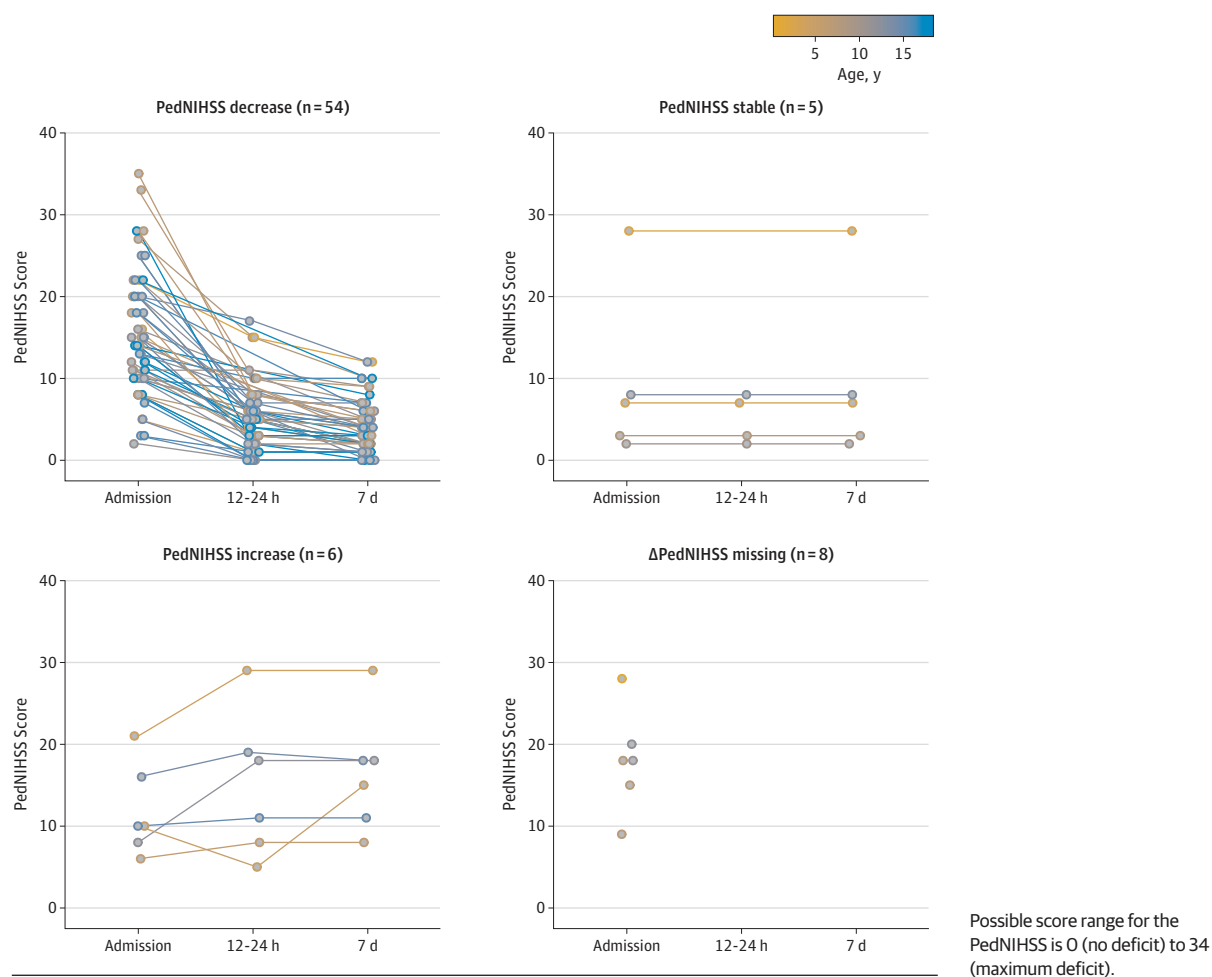 5 10 15
Age, y
PedNIHSS decrease (n = 54)
40
30
20
10
0
PedNIHSS Score
Admission 12-24 h 7 d
PedNIHSS stable (n = 5)
40
30
20
10
0
PedNIHSS Score
Admission 12-24 h 7 d
PedNIHSS increase (n = 6)
40
30
20
10
0
PedNIHSS Score
Admission 12-24 h 7 d
ΔPedNIHSS missing (n = 8)
40
30
20
10
0
PedNIHSS Score
Admission 12-24 h 7 d
Possible score range for the
PedNIHSS is 0 (no deficit) to 34
(maximum deficit).